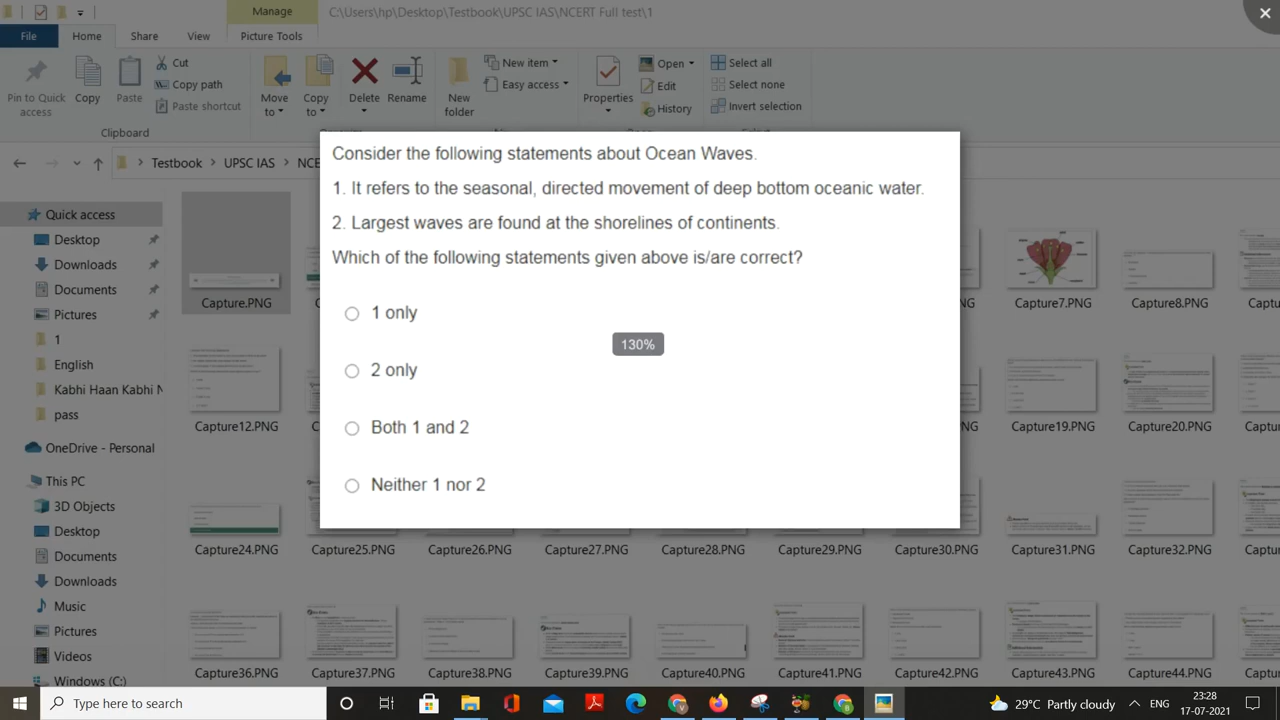 Manage
C:\Users\hp\Desktop\Testbook\UPSC IAS\NCERT Full test\1
File
Home
Share
View
Picture Tools
Pin to Quick access
Copy
Paste
Cut
Copy path
Paste shortcut
Move to
Copy to
Delete
Rename
New folder
New item
Easy access
Properties
Open
Edit
History
Select all
Select none
Invert selection
Clipboard
Testbook
UPSC IAS
Consider the following statements about Ocean Waves.
1. It refers to the seasonal, directed movement of deep bottom oceanic water.
2. Largest waves are found at the shorelines of continents.
Which of the following statements given above is/are correct?
1 only
2 only
Both 1 and 2
Neither 1 nor 2
130%
Quick access
Desktop
Downloads
Documents
Pictures
1
English
Kabhi Haan Kabhi N
pass
OneDrive - Personal
This PC
3D Objects
Desktop
Documents
Downloads
Music
Pictures
Videos
Windows (C:)
Capture.PNG
Capture7.PNG
Capture8.PNG
Capture12.PNG
Capture19.PNG
Capture20.PNG
Capture24.PNG
Capture25.PNG
Capture26.PNG
Capture27.PNG
Capture28.PNG
Capture29.PNG
Capture30.PNG
Capture31.PNG
Capture32.PNG
Capture36.PNG
Capture37.PNG
Capture38.PNG
Capture39.PNG
Capture40.PNG
Capture41.PNG
Capture42.PNG
Capture43.PNG
Capture44.PNG
Type here to search
29°C Partly cloudy
ENG
23:28
17-07-2021